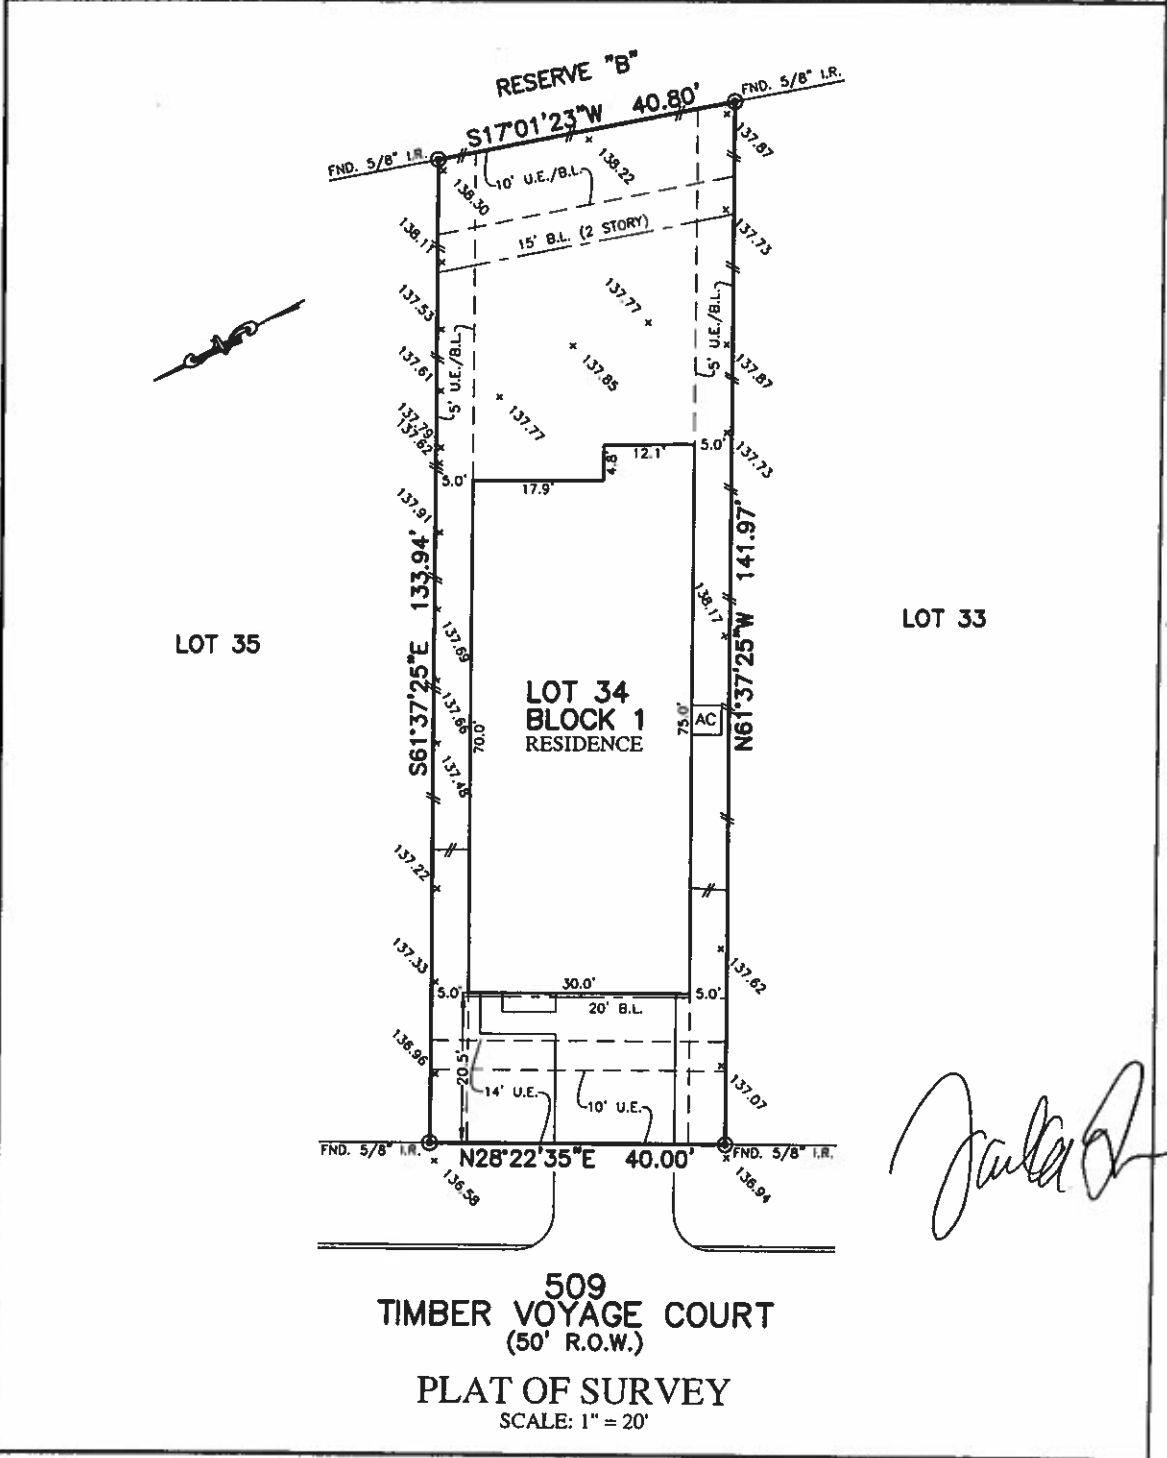 RESERVE "B"
S17°01'23"W 40.80'
FND. 5/8" I.R.
FND. 5/8" I.R.
137.87
138.22
138.30
10' U.E./B.L.
138.17
15' B.L. (2 STORY)
137.73
137.53
137.77
5' U.E./B.L.
5' U.E./B.L.
137.61
137.85
137.87
137.77
137.79
137.62
5.0'
12.1'
4.8'
5.0'
17.9'
137.73
137.91
S61°37'25"E 133.94'
N61°37'25"W 141.97'
138.17
LOT 35
LOT 33
137.69
LOT 34
BLOCK 1
RESIDENCE
137.66
70.0'
75.0'
AC
137.48
137.22
137.33
137.62
5.0'
30.0'
5.0'
20' B.L.
136.96
20.5'
14' U.E.
10' U.E.
137.07
FND. 5/8" I.R.
N28°22'35"E 40.00'
FND. 5/8" I.R.
136.58
136.94
509
TIMBER VOYAGE COURT
(50' R.O.W.)
PLAT OF SURVEY
SCALE: 1" = 20'